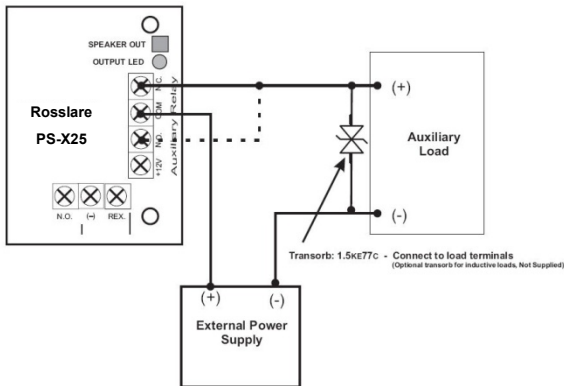 SPEAKER OUT
OUTPUT LED
Rosslare
PS-X25
N.C.
COM
N.O.
+12V
Auxiliary Relay
N.O.
(–)
REX.
(+)
Auxiliary
Load
(-)
Transorb: 1.5KE77C - Connect to load terminals
(Optional transorb for inductive loads, Not Supplied)
(+)
(-)
External Power
Supply